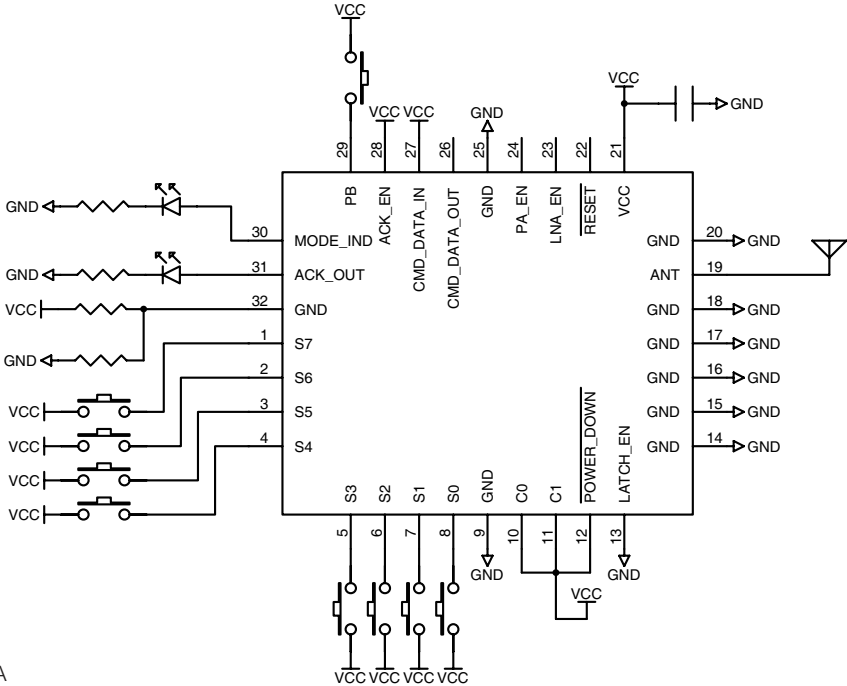 VCC
VCC
VCC VCC
GND
GND
29
28
27
26
25
24
23
22
21
PB
ACK_EN
CMD_DATA_IN
CMD_DATA_OUT
GND
PA_EN
LNA_EN
RESET
VCC
GND
30
MODE_IND
GND
31
ACK_OUT
VCC
32
GND
GND
1
S7
2
S6
VCC
3
S5
VCC
4
S4
VCC
VCC
GND
20
GND
ANT
19
GND
18
GND
GND
17
GND
GND
16
GND
GND
15
GND
GND
14
GND
S3
S2
S1
S0
GND
C0
C1
POWER_DOWN
LATCH_EN
5
6
7
8
9
10
11
12
13
GND
GND
VCC
VCC VCC VCC VCC
A